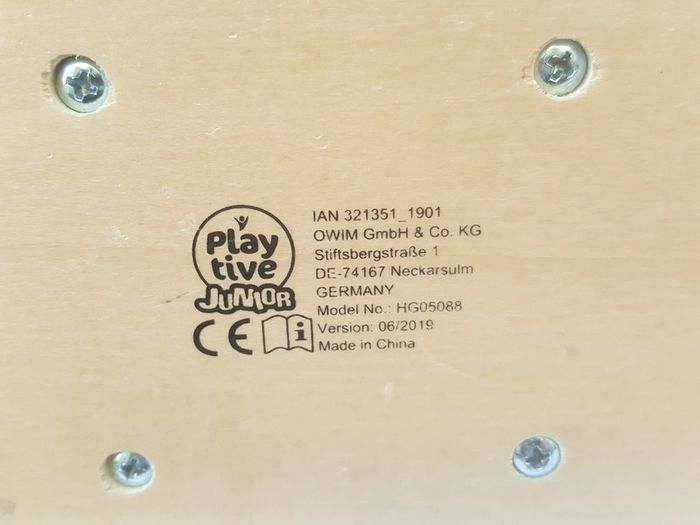 Play
tive
JUNIOR
CE
i
IAN 321351_1901
OWIM GmbH & Co. KG
Stiftsbergstraße 1
DE-74167 Neckarsulm
GERMANY
Model No.: HG05088
Version: 06/2019
Made in China